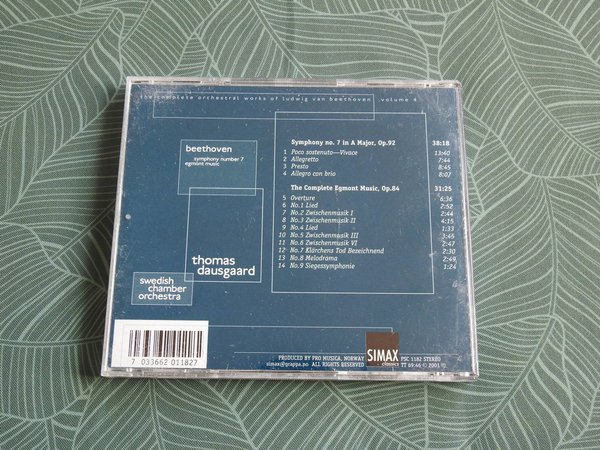 the complete orchestral works of ludwig van beethoven volume 4
beethoven
symphony number 7
egmont music
thomas
dausgaard
swedish
chamber
orchestra
Symphony no. 7 in A Major, Op.92 38:18
1 Poco sostenuto—Vivace 13:40
2 Allegretto 7:44
3 Presto 8:45
4 Allegro con brio 8:07
The Complete Egmont Music, Op.84 31:25
5 Overture 6:36
6 No.1 Lied 2:52
7 No.2 Zwischenmusik I 2:44
8 No.3 Zwischenmusik II 4:15
9 No.4 Lied 1:33
10 No.5 Zwischenmusik III 3:45
11 No.6 Zwischenmusik VI 2:47
12 No.7 Klärchens Tod Bezeichnend 2:30
13 No.8 Melodrama 2:49
14 No.9 Siegessymphonie 1:24
7 033662 011827
PRODUCED BY PRO MUSICA, NORWAY
simax@grappa.no ALL RIGHTS RESERVED
SIMAX
classics
PSC 1182 STEREO
TT 69:46 © 2001 ℗